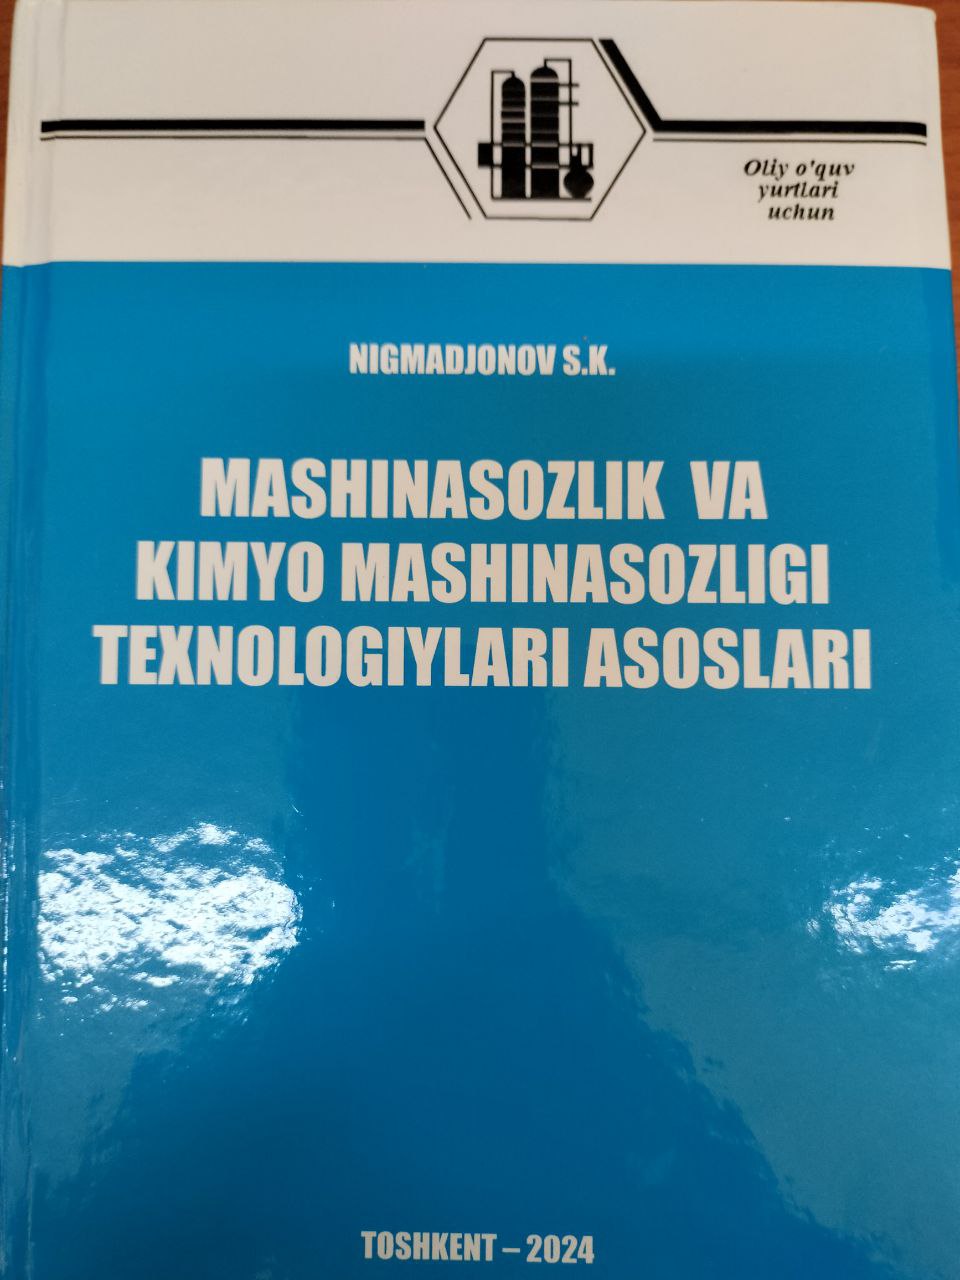 Oliy o'quv
yurtlari
uchun
NIGMADJONOV S.K.
MASHINASOZLIK VA
KIMYO MASHINASOZLIGI
TEXNOLOGIYLARI ASOSLARI
TOSHKENT – 2024